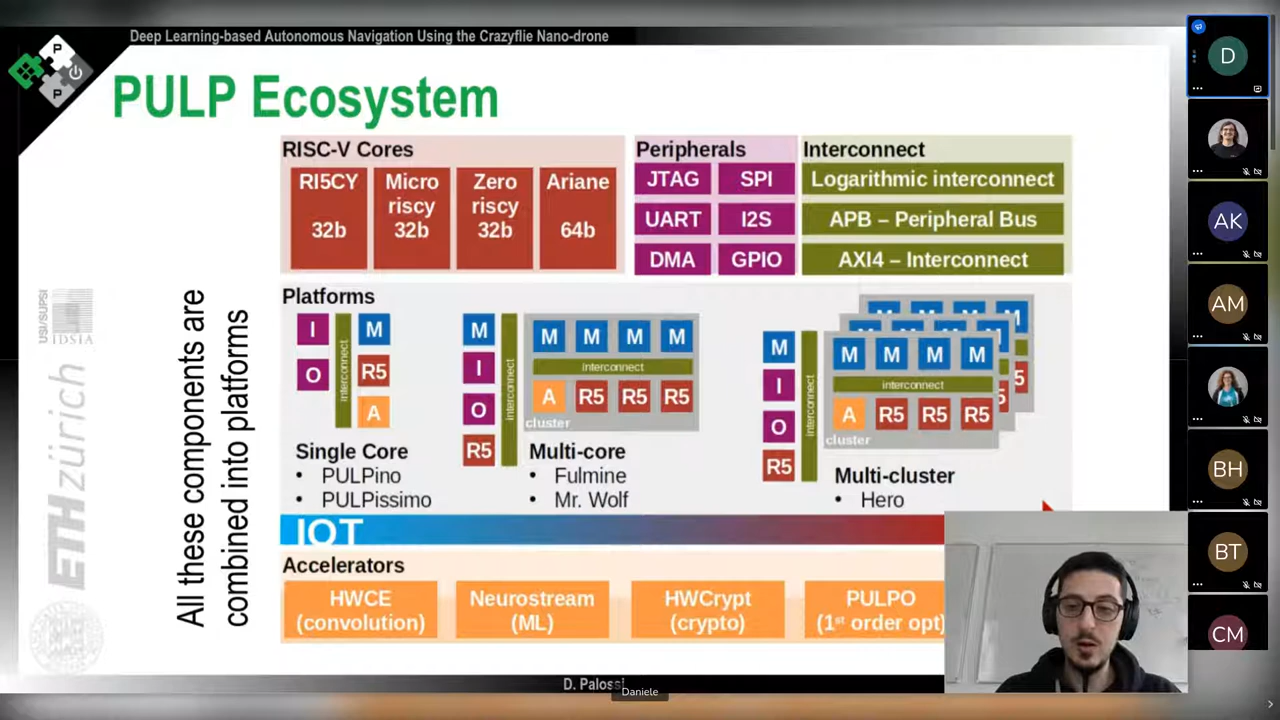 Deep Learning-based Autonomous Navigation Using the Crazyflie Nano-drone
P
P
PULP Ecosystem
RISC-V Cores
RI5CY
32b
Micro
riscy
32b
Zero
riscy
32b
Ariane
64b
Peripherals
JTAG
SPI
UART
I2S
DMA
GPIO
Interconnect
Logarithmic interconnect
APB – Peripheral Bus
AXI4 – Interconnect
All these components are
combined into platforms
USI/SUPSI
IDSIA
ETH zürich
Platforms
I
O
interconnect
M
R5
A
Single Core
• PULPino
• PULPissimo
M
I
O
R5
interconnect
M M M M
interconnect
A R5 R5 R5
cluster
Multi-core
• Fulmine
• Mr. Wolf
M
I
O
R5
interconnect
M M M M
M M M M
M M M M
interconnect
A R5 R5 R5
cluster
Multi-cluster
• Hero
IOT
Accelerators
HWCE
(convolution)
Neurostream
(ML)
HWCrypt
(crypto)
PULPO
(1st order opt)
D. Palossi
Daniele
D
AK
AM
BH
BT
CM